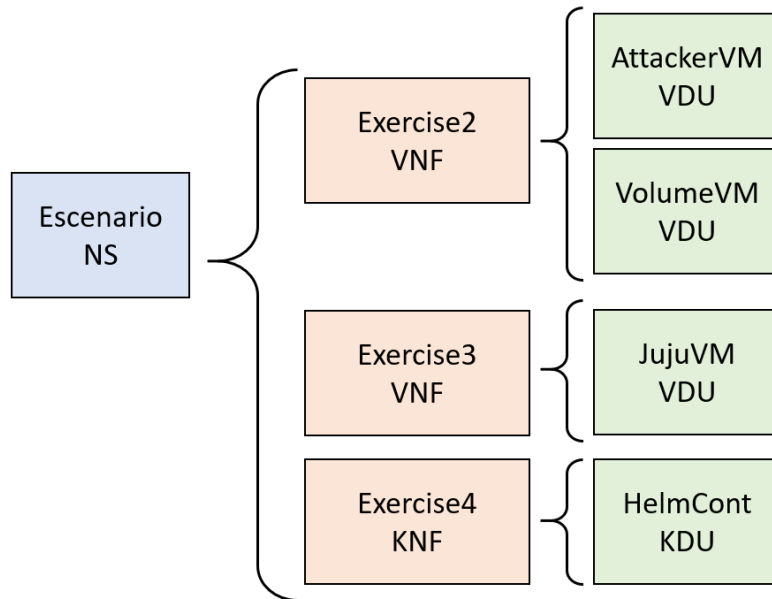 Escenario
NS
Exercise2
VNF
AttackerVM
VDU
VolumeVM
VDU
Exercise3
VNF
JujuVM
VDU
Exercise4
KNF
HelmCont
KDU